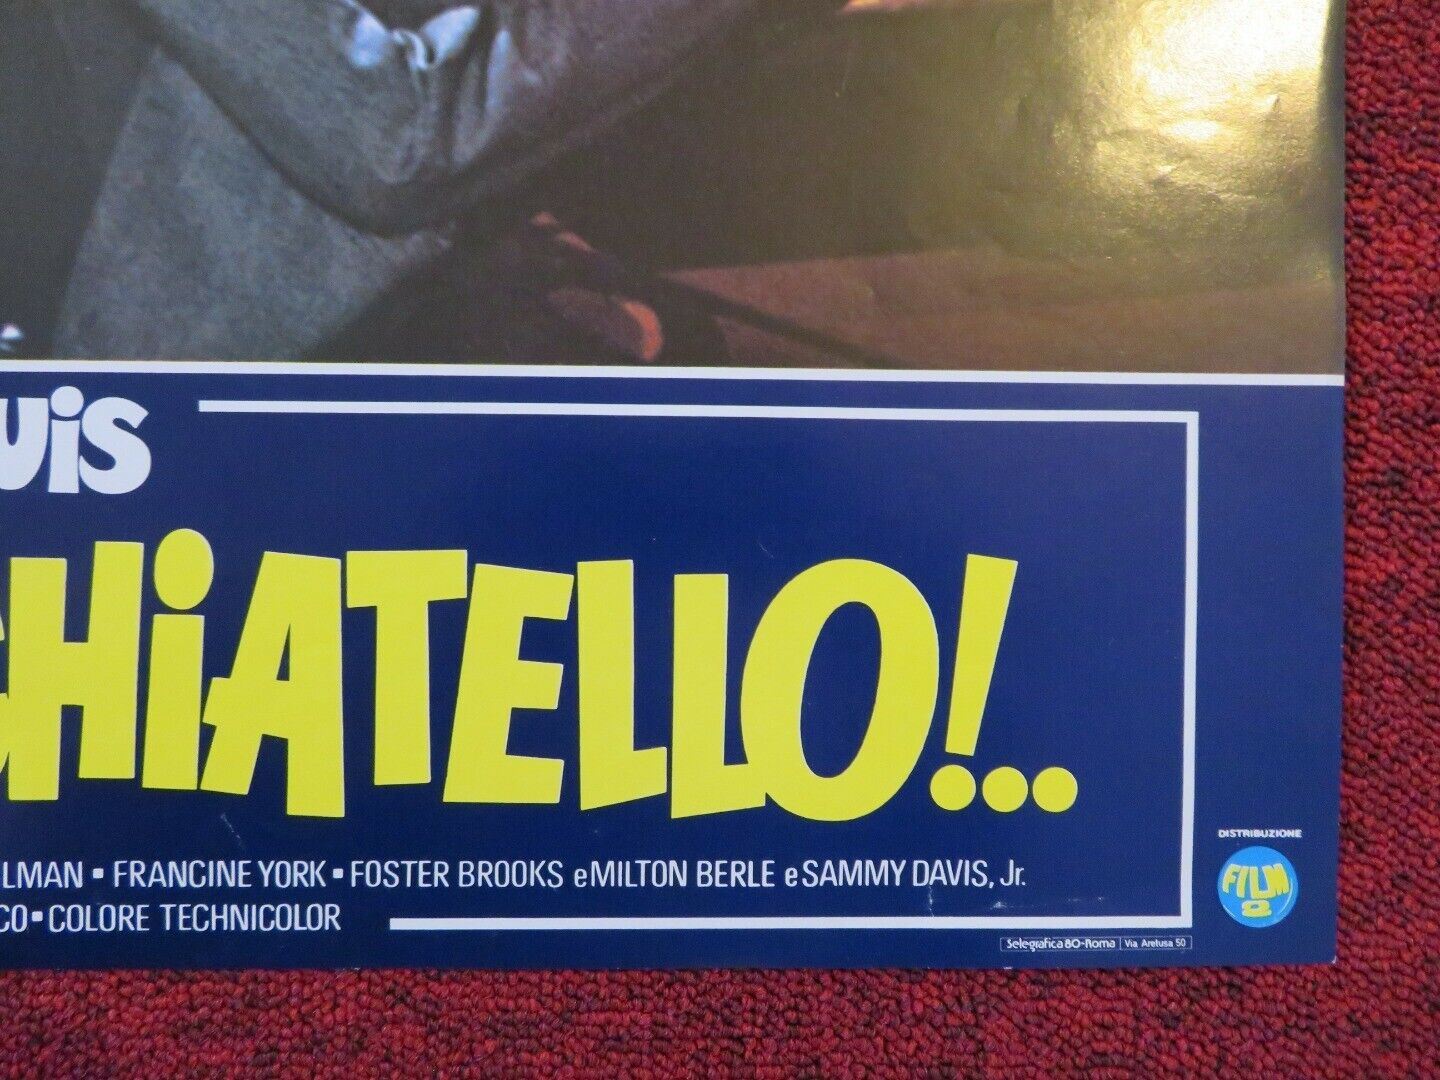 UiS
GHiATELLO!...
LMAN ▪ FRANCINE YORK ▪ FOSTER BROOKS e MILTON BERLE e SAMMY DAVIS, Jr.
CO ▪ COLORE TECHNICOLOR
DISTRIBUZIONE
FILM
2
Selegrafica 80-Roma | Via Aretusa 50